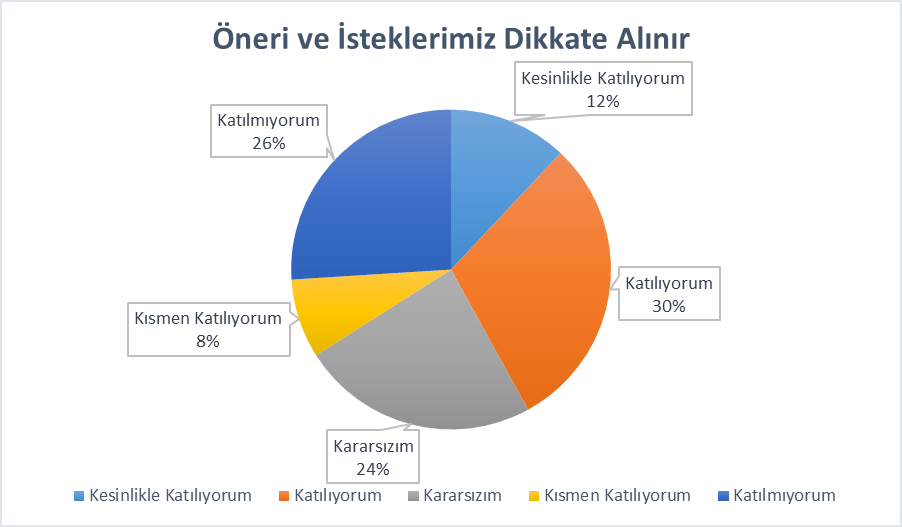 Öneri ve İsteklerimiz Dikkate Alınır
Kesinlikle Katılıyorum
12%
Katılmıyorum
26%
Katılıyorum
30%
Kısmen Katılıyorum
8%
Kararsızım
24%
Kesinlikle Katılıyorum Katılıyorum Kararsızım Kısmen Katılıyorum Katılmıyorum